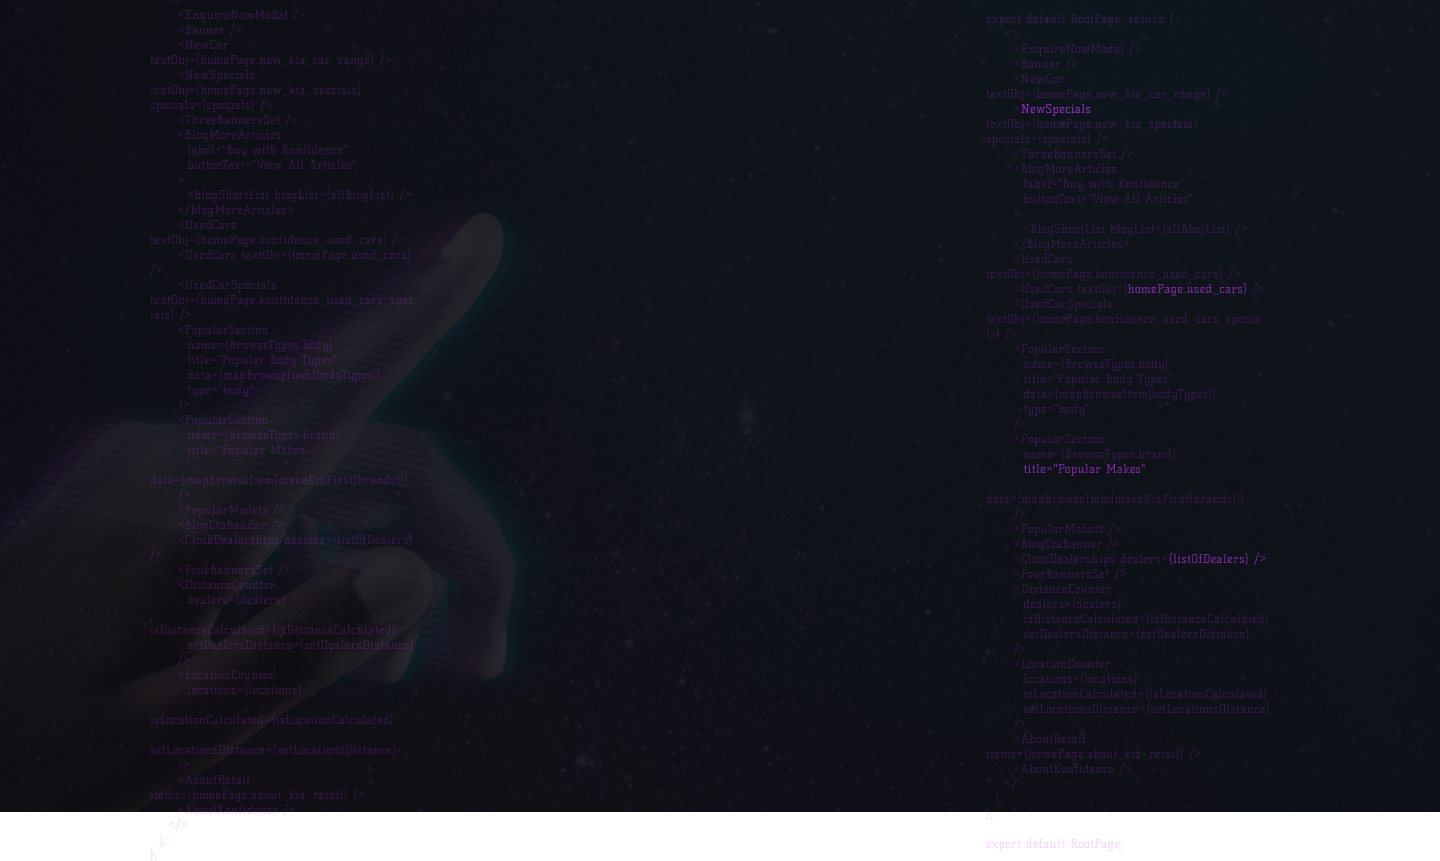 <EnquireNowModal />
<Banner />
<NewCar
textObj={homePage.new_kia_car_range} />
<NewSpecials
textObj={homePage.new_kia_specials}
specials={specials} />
<ThreeBannersSet />
<BlogMoreArticles
label="Buy with Konfidence"
buttonText="View All Articles"
>
<BlogShortList blogList={allBlogList} />
</BlogMoreArticles>
<UsedCars
textObj={homePage.konfidence_used_cars} />
<UsedCars textObj={homePage.used_cars}
/>
<UsedCarSpecials
textObj={homePage.konfidence_used_cars_spec
ials} />
<PopularSection
name={BrowseTypes.body}
title="Popular Body Types"
data={mapBrowseItem(bodyTypes)}
type="body"
/>
<PopularSection
name={BrowseTypes.brand}
title="Popular Makes"
data={mapBrowseItem(makeKiaFirst(brands))}
/>
<PopularModels />
<BlogCtaBanner />
<CloseDealerships dealers={listOfDealers}
/>
<FourBannersSet />
<DistanceCounter
dealers={dealers}
isDistanceCalculated={isDistanceCalculated}
setDealersDistance={setDealersDistance}
/>
<LocationCounter
locations={locations}
isLocationCalculated={isLocationCalculated}
setLocationsDistance={setLocationsDistance}
/>
<AboutRetail
items={homePage.about_kia_retail} />
<AboutKonfidence />
</>
);
};
export default RootPage; return (
<>
<EnquireNowModal />
<Banner />
<NewCar
textObj={homePage.new_kia_car_range} />
<NewSpecials
textObj={homePage.new_kia_specials}
specials={specials} />
<ThreeBannersSet />
<BlogMoreArticles
label="Buy with Konfidence"
buttonText="View All Articles"
>
<BlogShortList blogList={allBlogList} />
</BlogMoreArticles>
<UsedCars
textObj={homePage.konfidence_used_cars} />
<UsedCars textObj={homePage.used_cars} />
<UsedCarSpecials
textObj={homePage.konfidence_used_cars_specia
ls} />
<PopularSection
name={BrowseTypes.body}
title="Popular Body Types"
data={mapBrowseItem(bodyTypes)}
type="body"
/>
<PopularSection
name={BrowseTypes.brand}
title="Popular Makes"
data={mapBrowseItem(makeKiaFirst(brands))}
/>
<PopularModels />
<BlogCtaBanner />
<CloseDealerships dealers={listOfDealers} />
<FourBannersSet />
<DistanceCounter
dealers={dealers}
isDistanceCalculated={isDistanceCalculated}
setDealersDistance={setDealersDistance}
/>
<LocationCounter
locations={locations}
isLocationCalculated={isLocationCalculated}
setLocationsDistance={setLocationsDistance}
/>
<AboutRetail
items={homePage.about_kia_retail} />
<AboutKonfidence />
</>
);
};
export default RootPage;